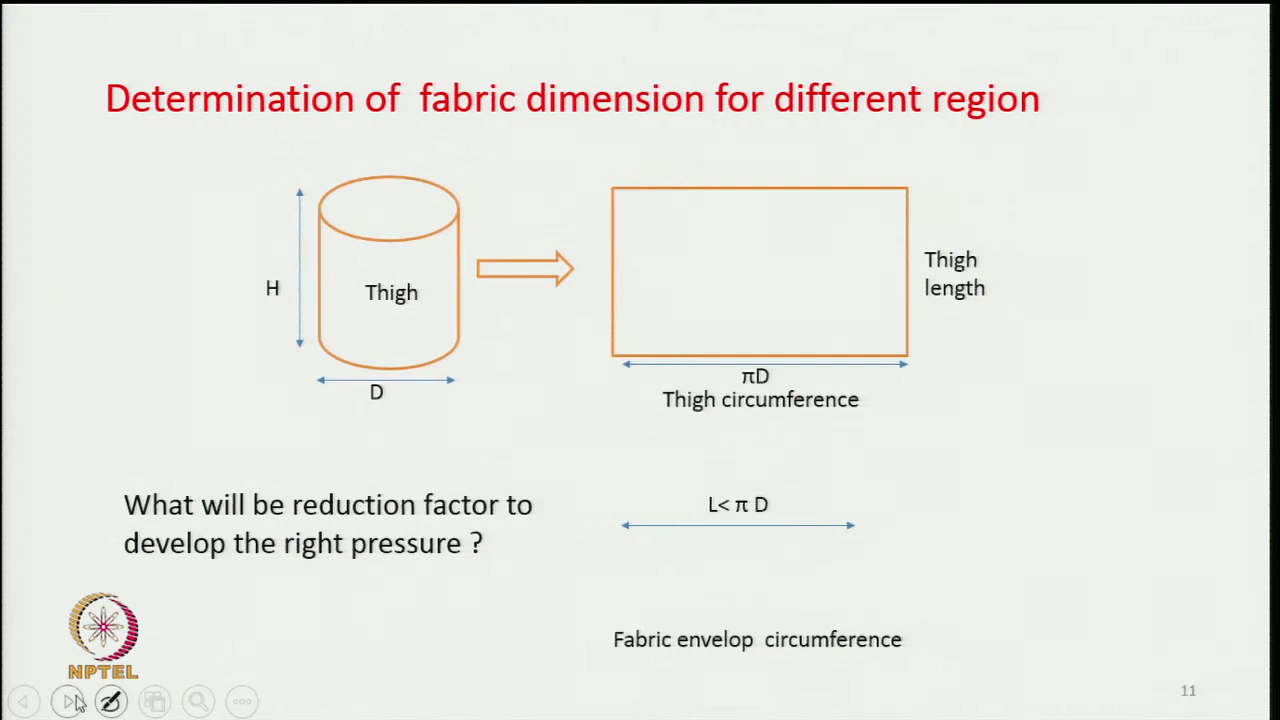 Determination of fabric dimension for different region
H
Thigh
D
Thigh
length
πD
Thigh circumference
What will be reduction factor to
develop the right pressure ?
L< π D
Fabric envelop circumference
NPTEL
11